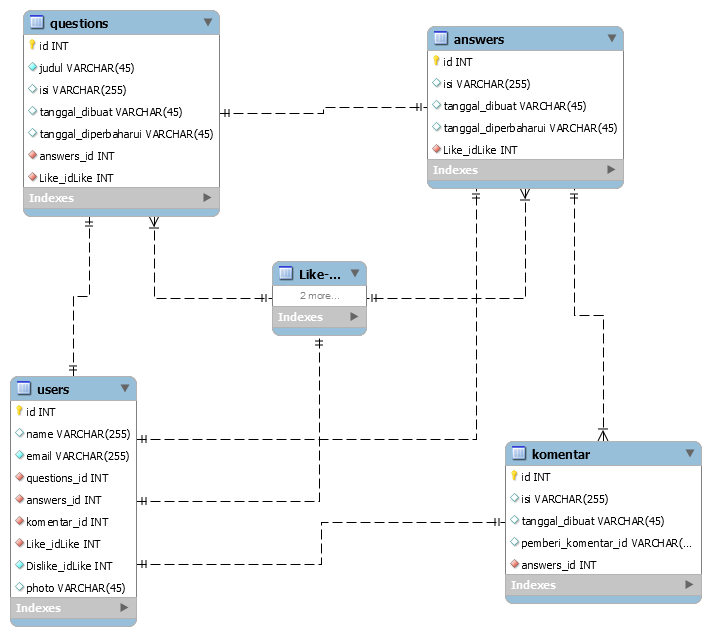 questions
id INT
judul VARCHAR(45)
isi VARCHAR(255)
tanggal_dibuat VARCHAR(45)
tanggal_diperbaharui VARCHAR(45)
answers_id INT
Like_idLike INT
Indexes
answers
id INT
isi VARCHAR(255)
tanggal_dibuat VARCHAR(45)
tanggal_diperbaharui VARCHAR(45)
Like_idLike INT
Indexes
Like-...
2 more...
Indexes
users
id INT
name VARCHAR(255)
email VARCHAR(255)
questions_id INT
answers_id INT
komentar_id INT
Like_idLike INT
Dislike_idLike INT
photo VARCHAR(45)
Indexes
komentar
id INT
isi VARCHAR(255)
tanggal_dibuat VARCHAR(45)
pemberi_komentar_id VARCHAR(...
answers_id INT
Indexes